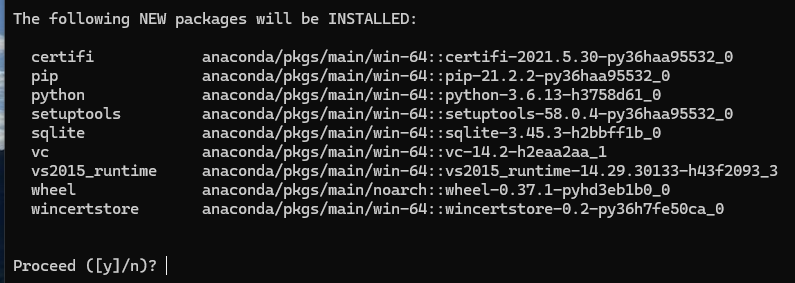 The following NEW packages will be INSTALLED:
certifi anaconda/pkgs/main/win-64::certifi-2021.5.30-py36haa95532_0
pip anaconda/pkgs/main/win-64::pip-21.2.2-py36haa95532_0
python anaconda/pkgs/main/win-64::python-3.6.13-h3758d61_0
setuptools anaconda/pkgs/main/win-64::setuptools-58.0.4-py36haa95532_0
sqlite anaconda/pkgs/main/win-64::sqlite-3.45.3-h2bbff1b_0
vc anaconda/pkgs/main/win-64::vc-14.2-h2eaa2aa_1
vs2015_runtime anaconda/pkgs/main/win-64::vs2015_runtime-14.29.30133-h43f2093_3
wheel anaconda/pkgs/main/noarch::wheel-0.37.1-pyhd3eb1b0_0
wincertstore anaconda/pkgs/main/win-64::wincertstore-0.2-py36h7fe50ca_0
Proceed ([y]/n)?